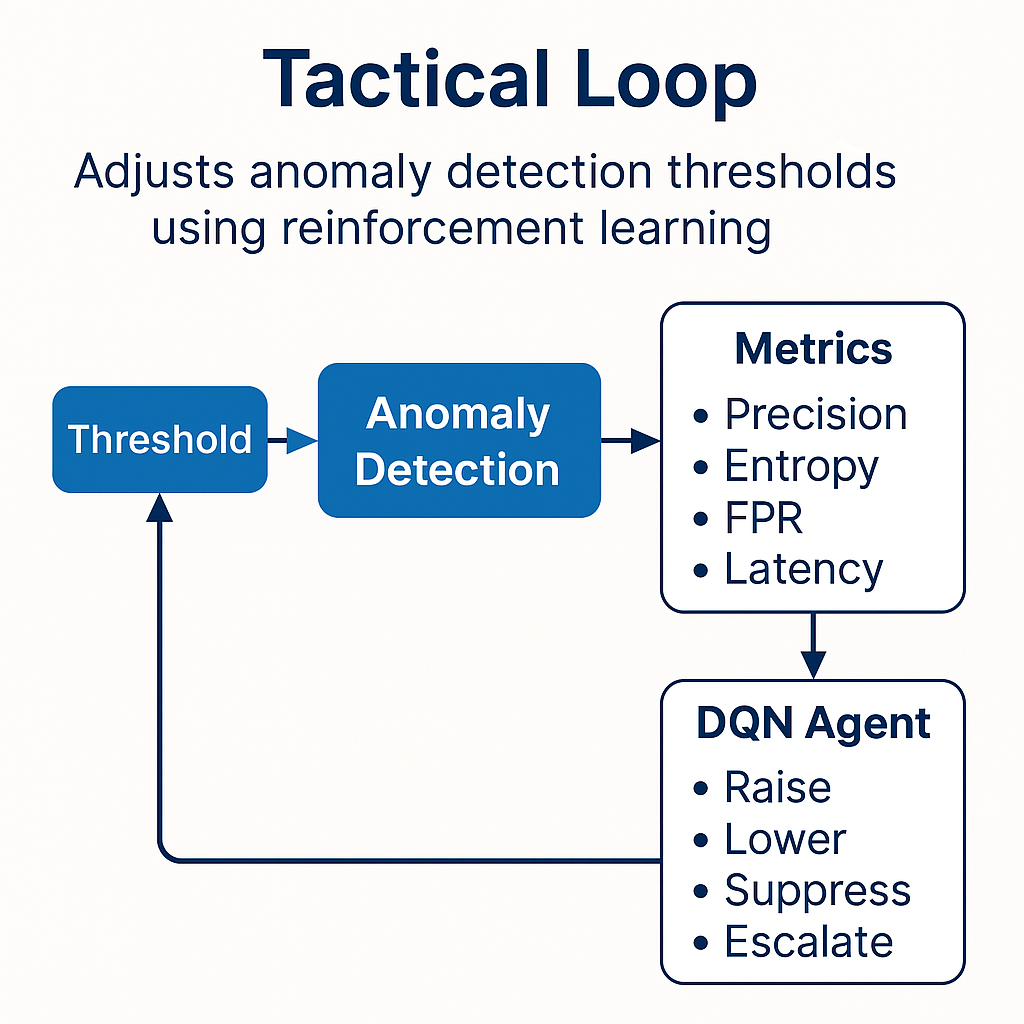 Tactical Loop
Adjusts anomaly detection thresholds
using reinforcement learning
Threshold
Anomaly
Detection
Metrics
• Precision
• Entropy
• FPR
• Latency
DQN Agent
• Raise
• Lower
• Suppress
• Escalate